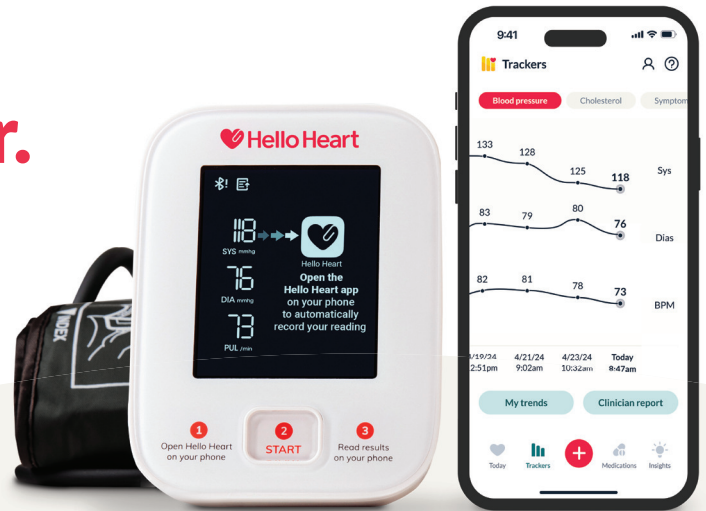 r.
Hello Heart
118
SYS mmhg
76
DIA mmhg
73
PUL /min
Hello Heart
Open the
Hello Heart app
on your phone
to automatically
record your reading
1
Open Hello Heart
on your phone
2
START
3
Read results
on your phone
INDEX
9:41
Trackers
Blood pressure Cholesterol Symptom
133 128 125 118 Sys
83 79 80 76 Dias
82 81 78 73 BPM
/19/24 4/21/24 4/23/24 Today
2:51pm 9:02am 10:32am 8:47am
My trends Clinician report
Today Trackers Medications Insights